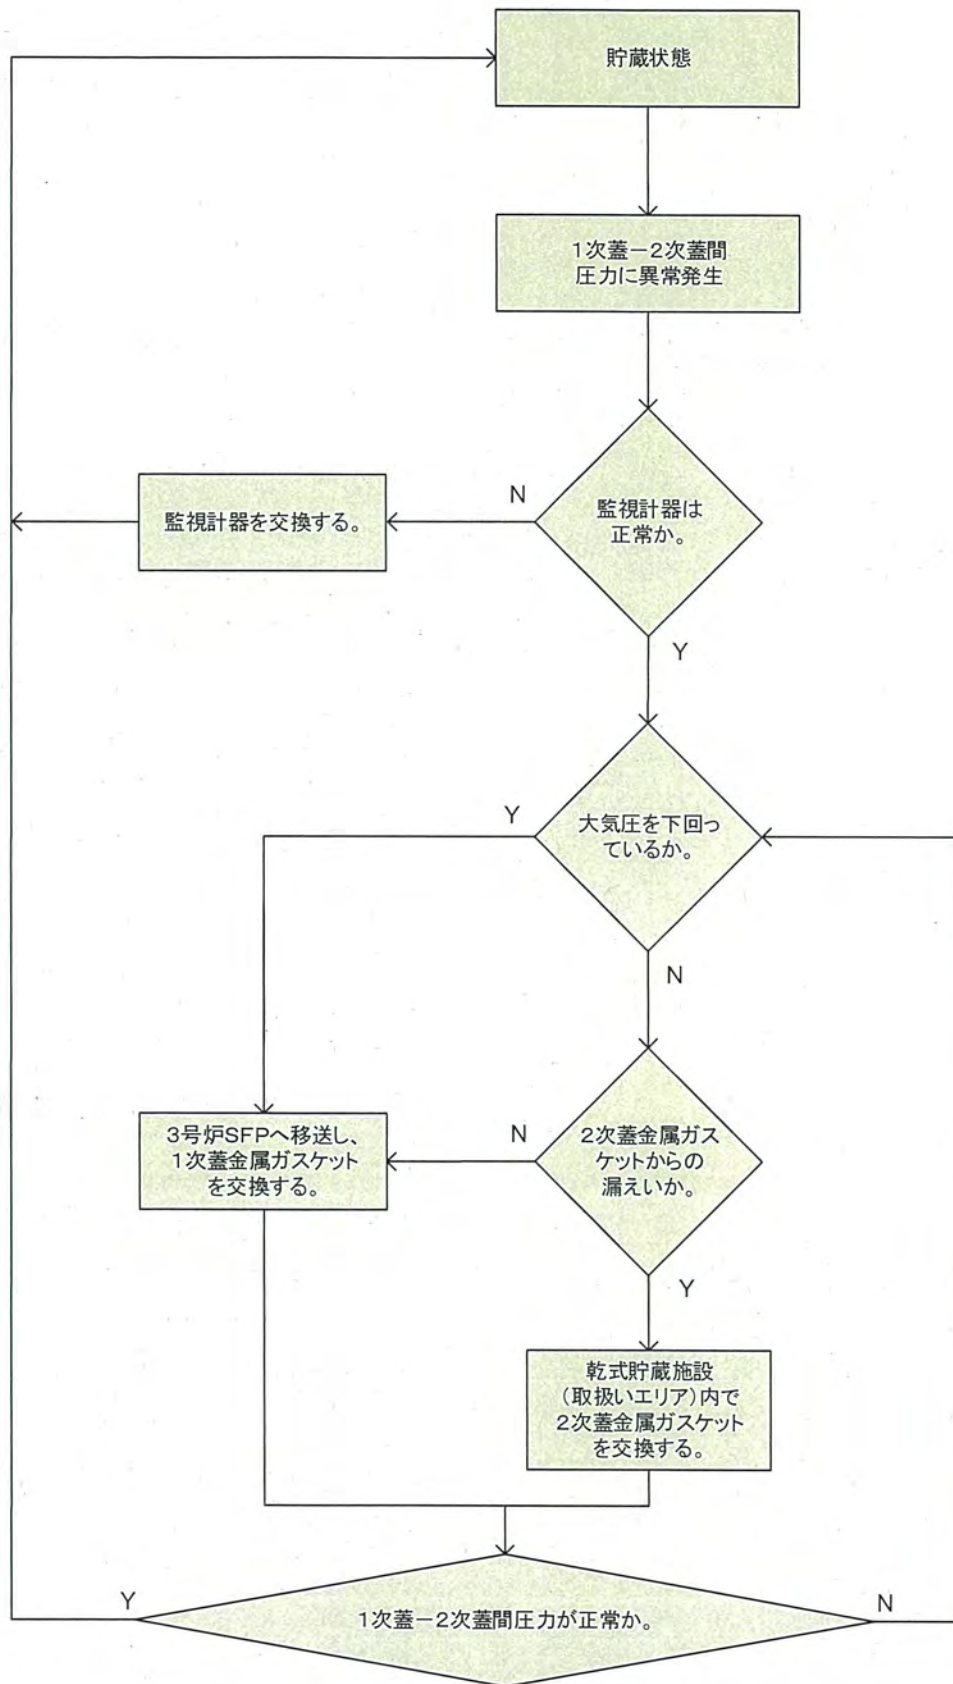 貯蔵状態
1次蓋－2次蓋間
圧力に異常発生
監視計器は
正常か。
N
監視計器を交換する。
Y
大気圧を下回っ
ているか。
Y
N
2次蓋金属ガス
ケットからの
漏えいか。
N
3号炉SFPへ移送し、
1次蓋金属ガスケット
を交換する。
Y
乾式貯蔵施設
（取扱いエリア）内で
2次蓋金属ガスケット
を交換する。
1次蓋－2次蓋間圧力が正常か。
Y
N